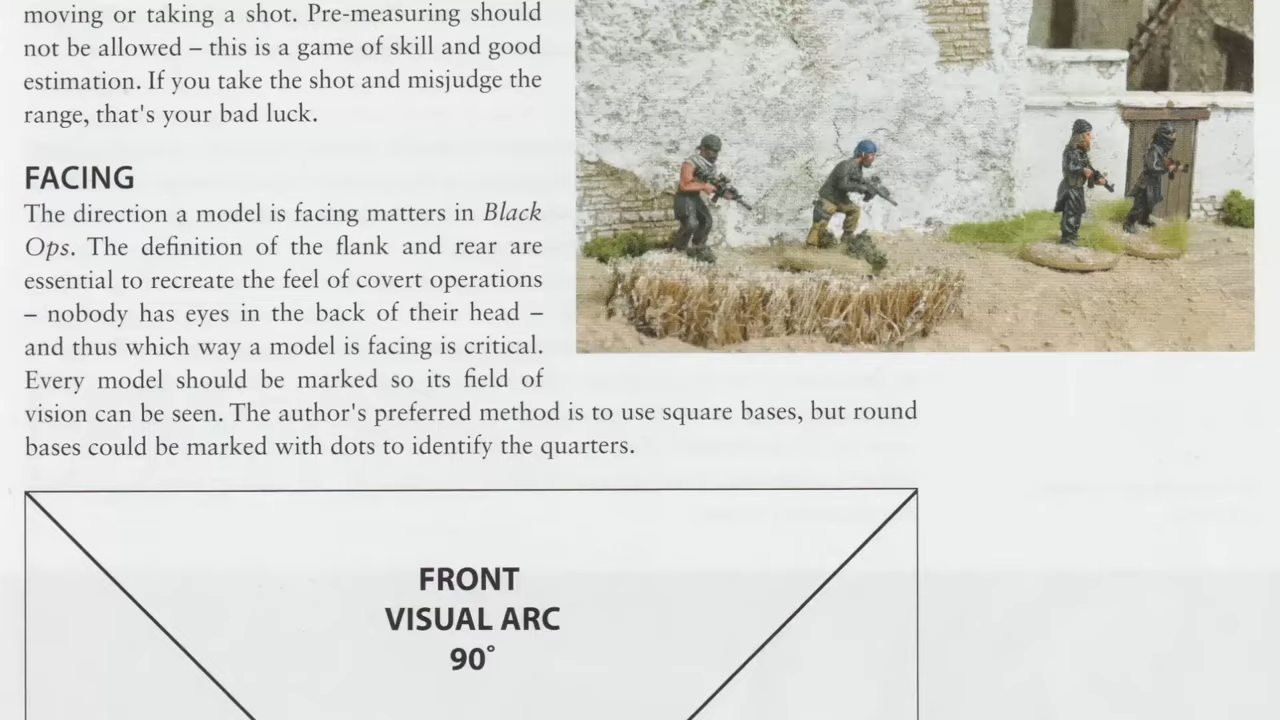 moving or taking a shot. Pre-measuring should
not be allowed – this is a game of skill and good
estimation. If you take the shot and misjudge the
range, that's your bad luck.
FACING
The direction a model is facing matters in Black
Ops. The definition of the flank and rear are
essential to recreate the feel of covert operations
– nobody has eyes in the back of their head –
and thus which way a model is facing is critical.
Every model should be marked so its field of
vision can be seen. The author's preferred method is to use square bases, but round
bases could be marked with dots to identify the quarters.
FRONT
VISUAL ARC
90˚